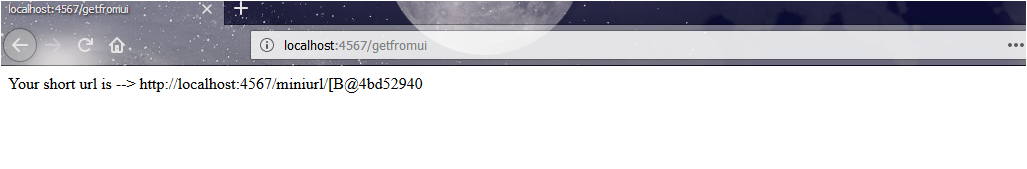 localhost:4567/getfromui
localhost:4567/getfromui
Your short url is --> http://localhost:4567/miniurl/[B@4bd52940